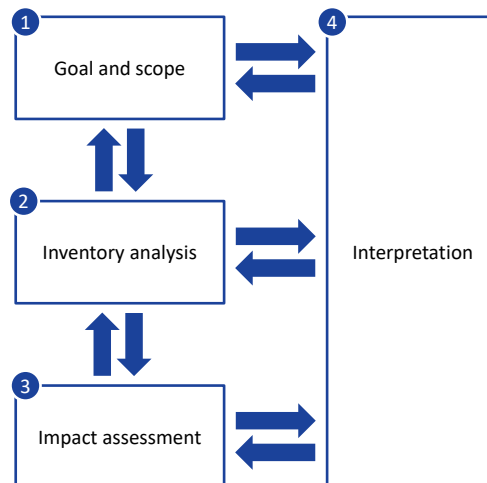 1
Goal and scope
2
Inventory analysis
3
Impact assessment
4
Interpretation